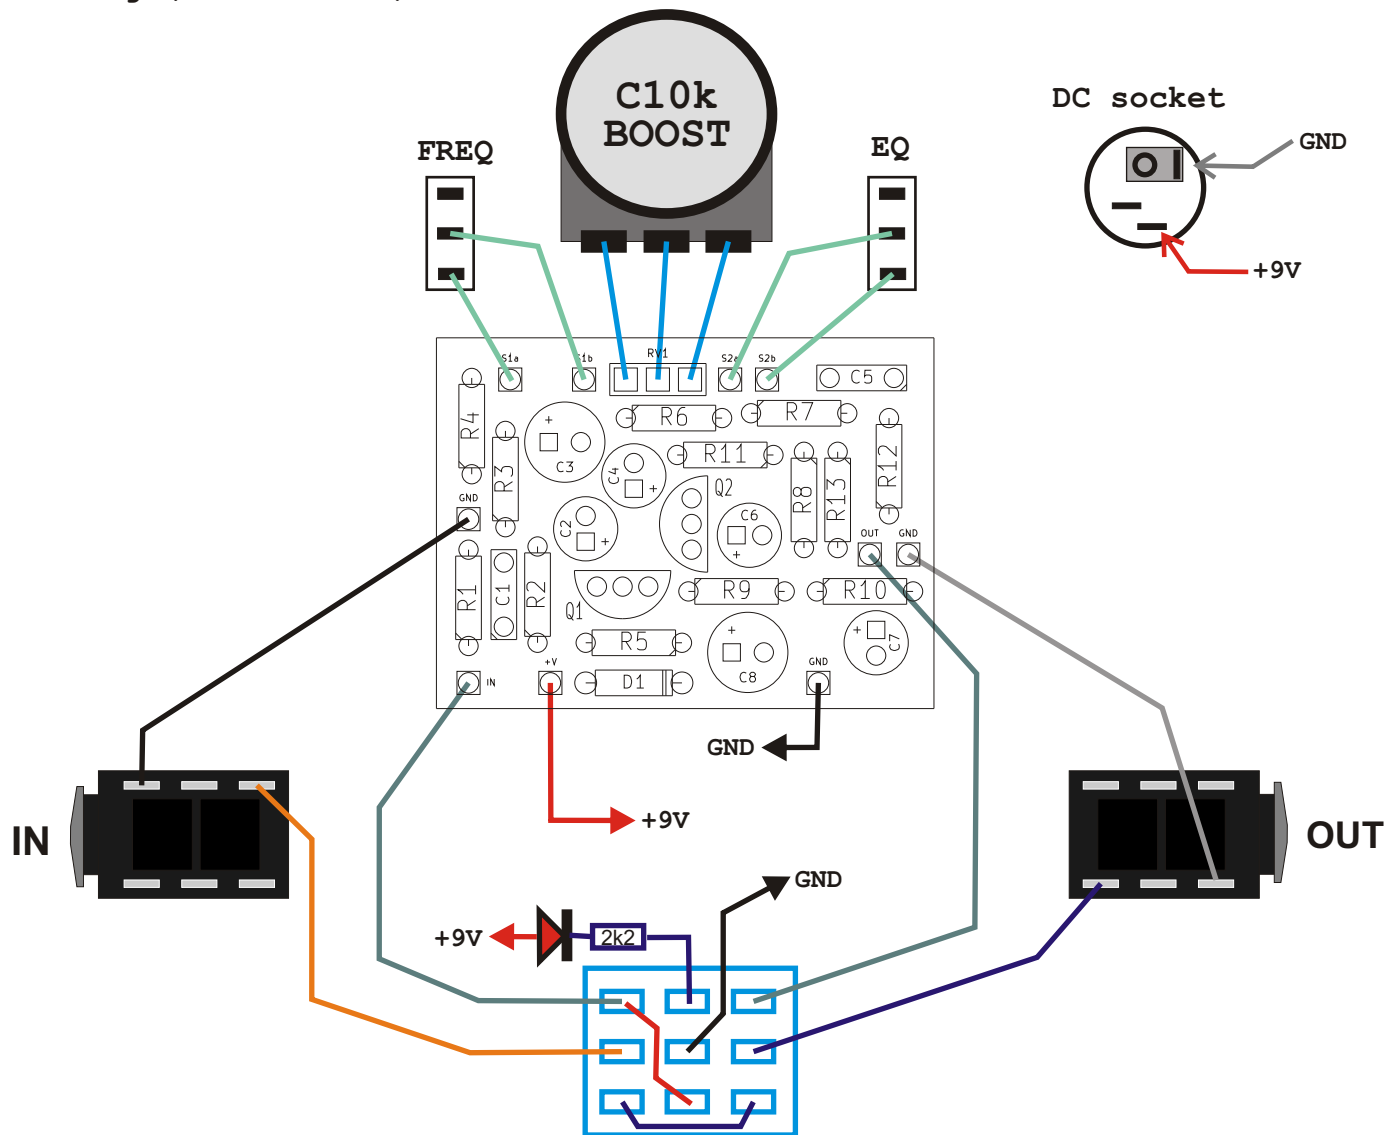 C10k
BOOST
DC socket
FREQ
EQ
GND
+9V
S1a
S1b
RV1
S2a
S2b
C5
R4
R6
R7
+
C3
R3
R11
R12
C4
+
Q2
R8
R13
GND
C2
+
C6
+
OUT
GND
R1
C1
R2
Q1
R9
R10
R5
+
C8
+
C7
IN
+V
D1
GND
GND
+9V
IN
OUT
GND
+9V
2k2